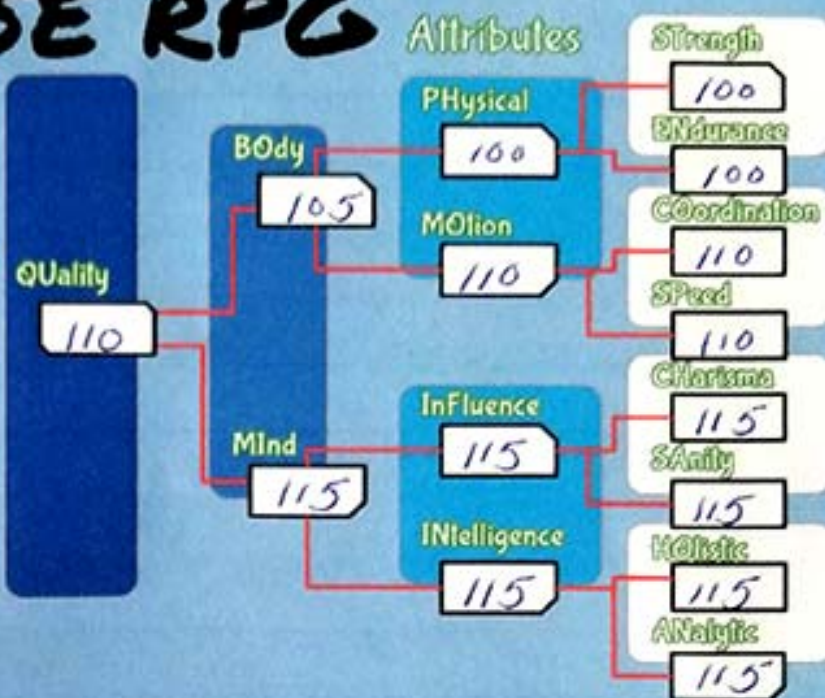 SE RPG
Attributes
STrength
100
PHysical
100
ENdurance
100
BOdy
105
COordination
110
MOtion
110
SPeed
110
QUality
110
CHarisma
115
InFluence
115
SAnity
115
MInd
115
HOlistic
115
INtelligence
115
ANalytic
115